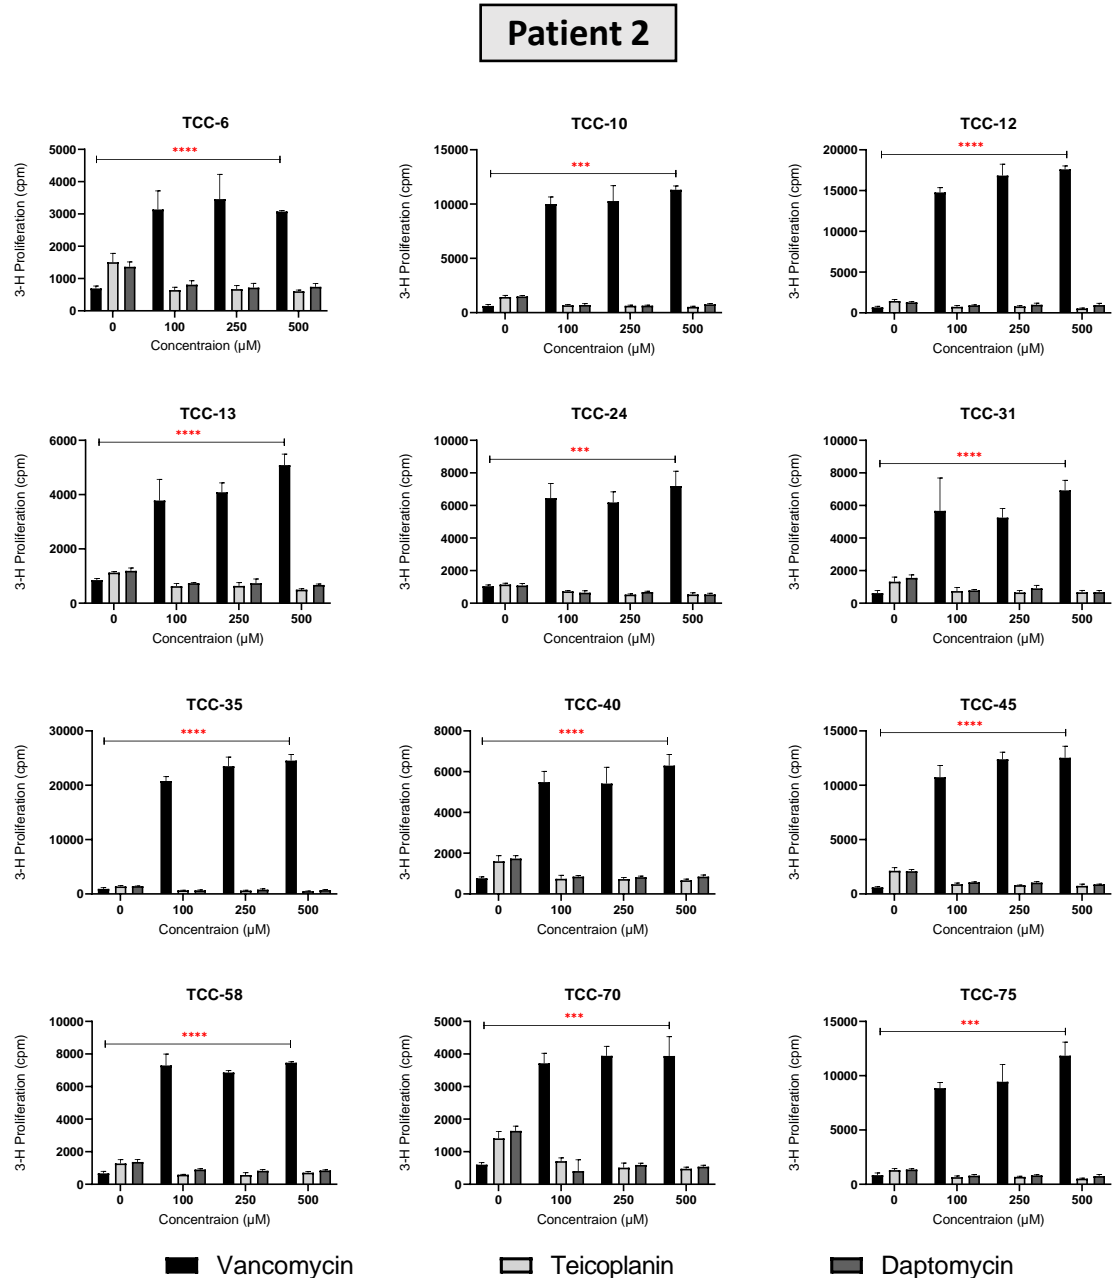 Patient 2
TCC-6
3-H Proliferation (cpm)
5000
4000
3000
2000
1000
0
****
0 100 250 500
Concentraion (µM)
TCC-10
3-H Proliferation (cpm)
15000
10000
5000
0
***
0 100 250 500
Concentraion (µM)
TCC-12
3-H Proliferation (cpm)
20000
15000
10000
5000
0
****
0 100 250 500
Concentraion (µM)
TCC-13
3-H Proliferation (cpm)
6000
4000
2000
0
****
0 100 250 500
Concentraion (µM)
TCC-24
3-H Proliferation (cpm)
10000
8000
6000
4000
2000
0
***
0 100 250 500
Concentraion (µM)
TCC-31
3-H Proliferation (cpm)
10000
8000
6000
4000
2000
0
****
0 100 250 500
Concentraion (µM)
TCC-35
3-H Proliferation (cpm)
30000
20000
10000
0
****
0 100 250 500
Concentraion (µM)
TCC-40
3-H Proliferation (cpm)
8000
6000
4000
2000
0
****
0 100 250 500
Concentraion (µM)
TCC-45
3-H Proliferation (cpm)
15000
10000
5000
0
****
0 100 250 500
Concentraion (µM)
TCC-58
3-H Proliferation (cpm)
10000
8000
6000
4000
2000
0
****
0 100 250 500
Concentraion (µM)
TCC-70
3-H Proliferation (cpm)
5000
4000
3000
2000
1000
0
***
0 100 250 500
Concentraion (µM)
TCC-75
3-H Proliferation (cpm)
15000
10000
5000
0
***
0 100 250 500
Concentraion (µM)
Vancomycin Teicoplanin Daptomycin